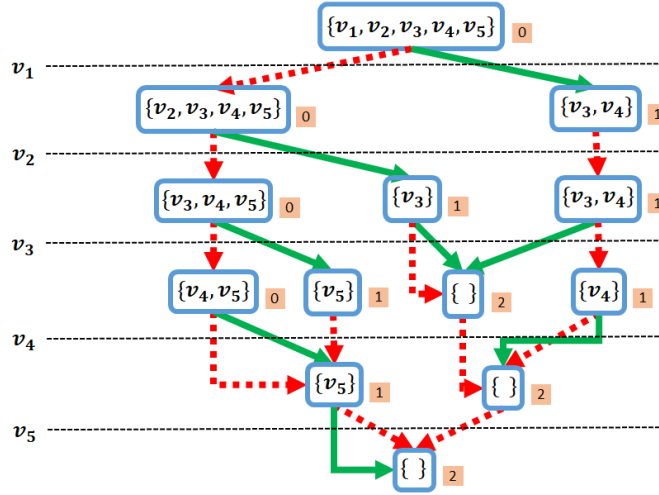 {v₁, v₂, v₃, v₄, v₅} 0
v₁
{v₂, v₃, v₄, v₅} 0 {v₃, v₄} 1
v₂
{v₃, v₄, v₅} 0 {v₃} 1 {v₃, v₄} 1
v₃
{v₄, v₅} 0 {v₅} 1 { } 2 {v₄} 1
v₄
{v₅} 1 { } 2
v₅
{ } 2